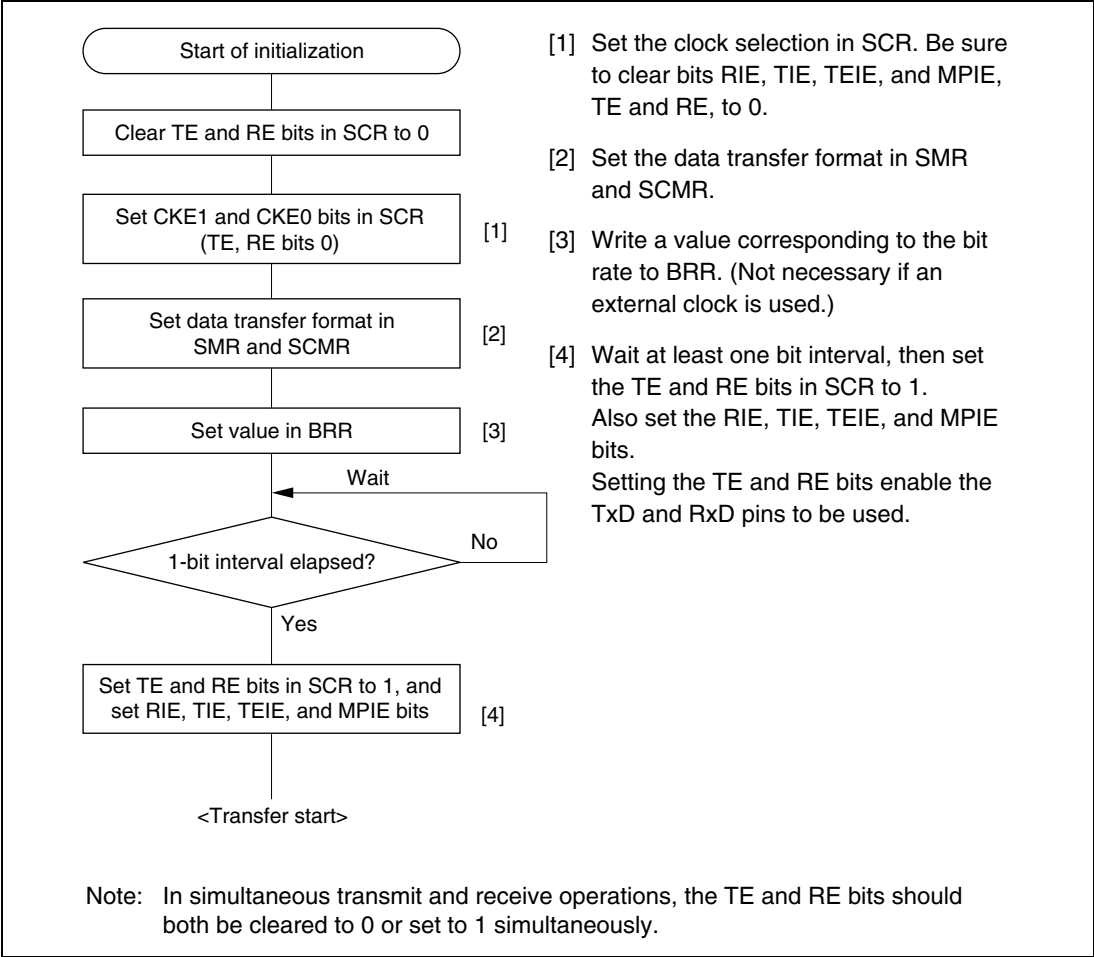 Start of initialization
Clear TE and RE bits in SCR to 0
Set CKE1 and CKE0 bits in SCR
(TE, RE bits 0)
[1]
Set data transfer format in
SMR and SCMR
[2]
Set value in BRR
[3]
Wait
1-bit interval elapsed?
No
Yes
Set TE and RE bits in SCR to 1, and
set RIE, TIE, TEIE, and MPIE bits
[4]
<Transfer start>
[1] Set the clock selection in SCR. Be sure
to clear bits RIE, TIE, TEIE, and MPIE,
TE and RE, to 0.
[2] Set the data transfer format in SMR
and SCMR.
[3] Write a value corresponding to the bit
rate to BRR. (Not necessary if an
external clock is used.)
[4] Wait at least one bit interval, then set
the TE and RE bits in SCR to 1.
Also set the RIE, TIE, TEIE, and MPIE
bits.
Setting the TE and RE bits enable the
TxD and RxD pins to be used.
Note: In simultaneous transmit and receive operations, the TE and RE bits should
both be cleared to 0 or set to 1 simultaneously.